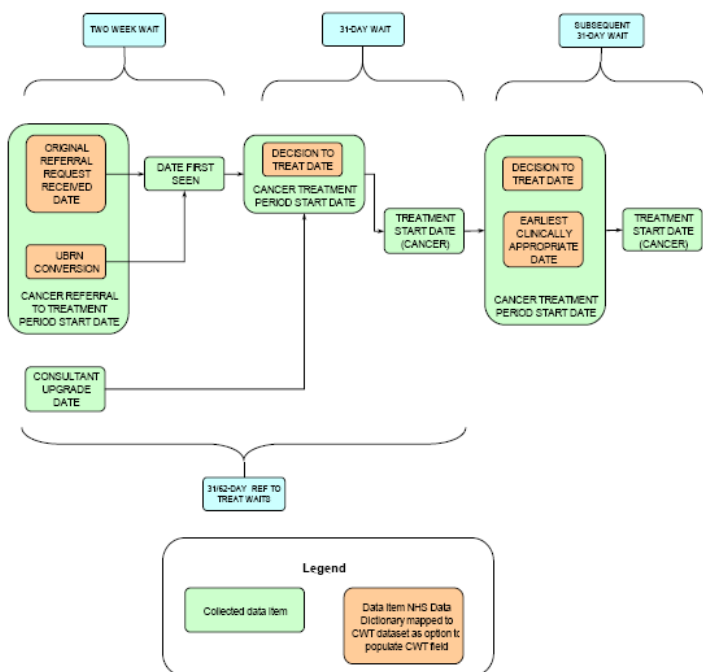 TWO WEEK WAIT
31-DAY WAIT
SUBSEQUENT
31-DAY WAIT
ORIGINAL
REFERRAL
REQUEST
RECEIVED
DATE
UBRN
CONVERSION
CANCER REFERRAL
TO TREATMENT
PERIOD START DATE
DATE FIRST
SEEN
DECISION TO
TREAT DATE
CANCER TREATMENT
PERIOD START DATE
TREATMENT
START DATE
(CANCER)
DECISION TO
TREAT DATE
EARLIEST
CLINICALLY
APPROPRIATE
DATE
CANCER TREATMENT
PERIOD START DATE
TREATMENT
START DATE
(CANCER)
CONSULTANT
UPGRADE
DATE
31/62-DAY REF TO
TREAT WAITS
Legend
Collected data item
Data Item NHS Data
Dictionary mapped to
CWT dataset as option to
populate CWT field